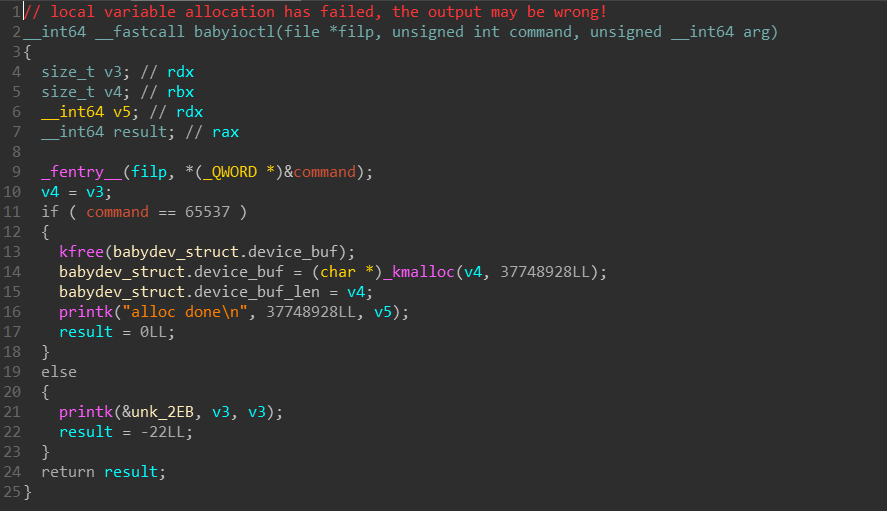 1 // local variable allocation has failed, the output may be wrong!
2 __int64 __fastcall babyioctl(file *filp, unsigned int command, unsigned __int64 arg)
3 {
4   size_t v3; // rdx
5   size_t v4; // rbx
6   __int64 v5; // rdx
7   __int64 result; // rax
8
9   _fentry__(filp, *(_QWORD *)&command);
10   v4 = v3;
11   if ( command == 65537 )
12   {
13     kfree(babydev_struct.device_buf);
14     babydev_struct.device_buf = (char *)_kmalloc(v4, 37748928LL);
15     babydev_struct.device_buf_len = v4;
16     printk("alloc done\n", 37748928LL, v5);
17     result = 0LL;
18   }
19   else
20   {
21     printk(&unk_2EB, v3, v3);
22     result = -22LL;
23   }
24   return result;
25 }